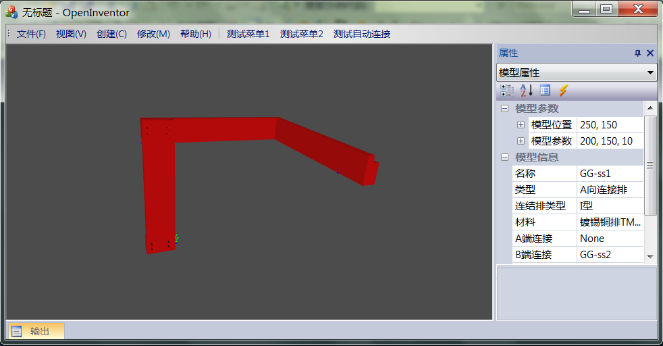 无标题 - OpenInventor
文件(F) 视图(V) 创建(C) 修改(M) 帮助(H) 测试菜单1 测试菜单2 测试自动连接
属性
模型属性
模型参数
模型位置 250, 150
模型参数 200, 150, 10
模型信息
名称 GG-ss1
类型 A向连接排
连结排类型 I型
材料 镀锡铜排TM...
A端连接 None
B端连接 GG-ss2
输出